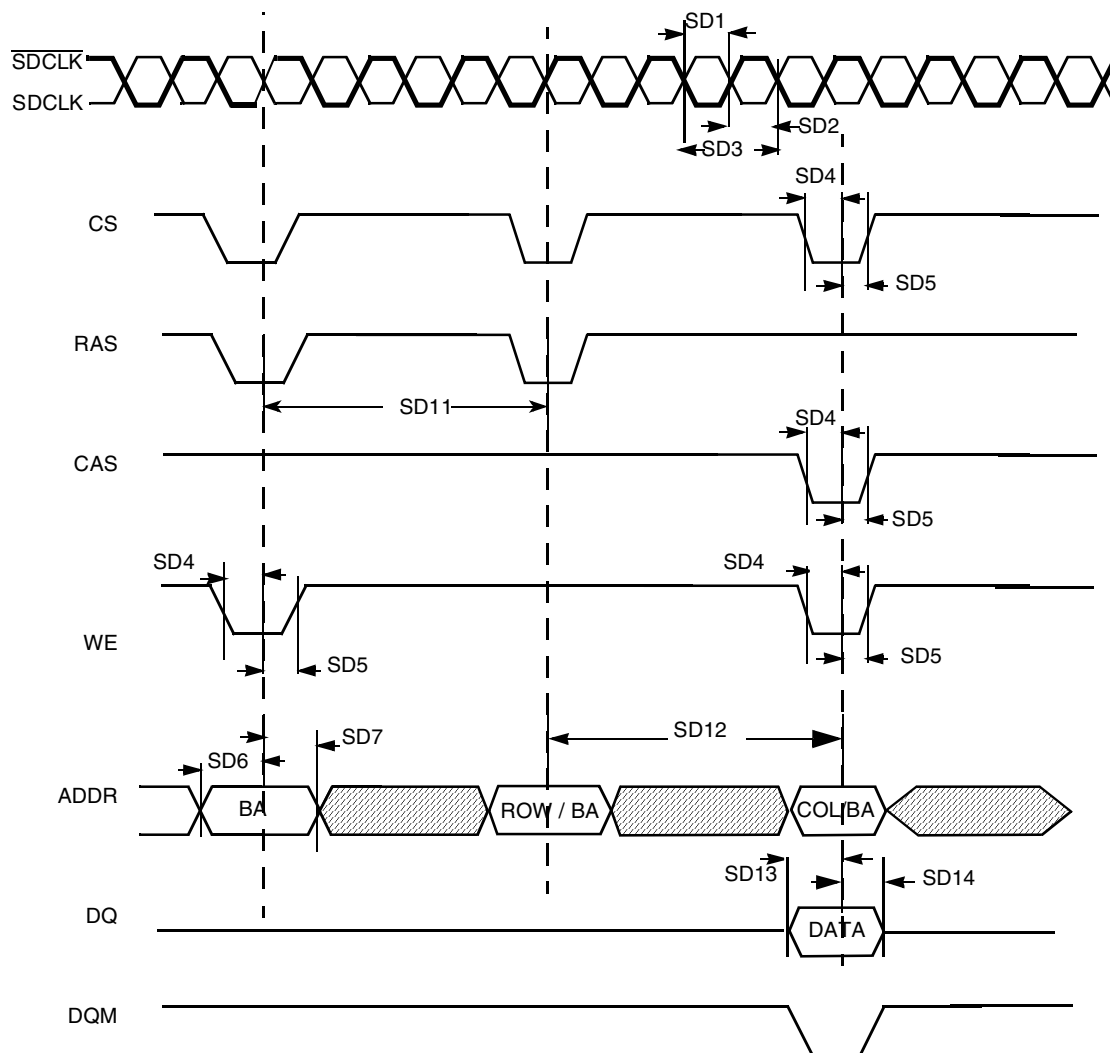 SD1
SDCLK
SDCLK
SD2
SD3
SD4
CS
SD5
RAS
SD11
SD4
CAS
SD5
SD4
SD4
WE
SD5
SD5
SD12
SD7
SD6
ADDR
BA
ROW / BA
COL/BA
SD13
SD14
DQ
DATA
DQM